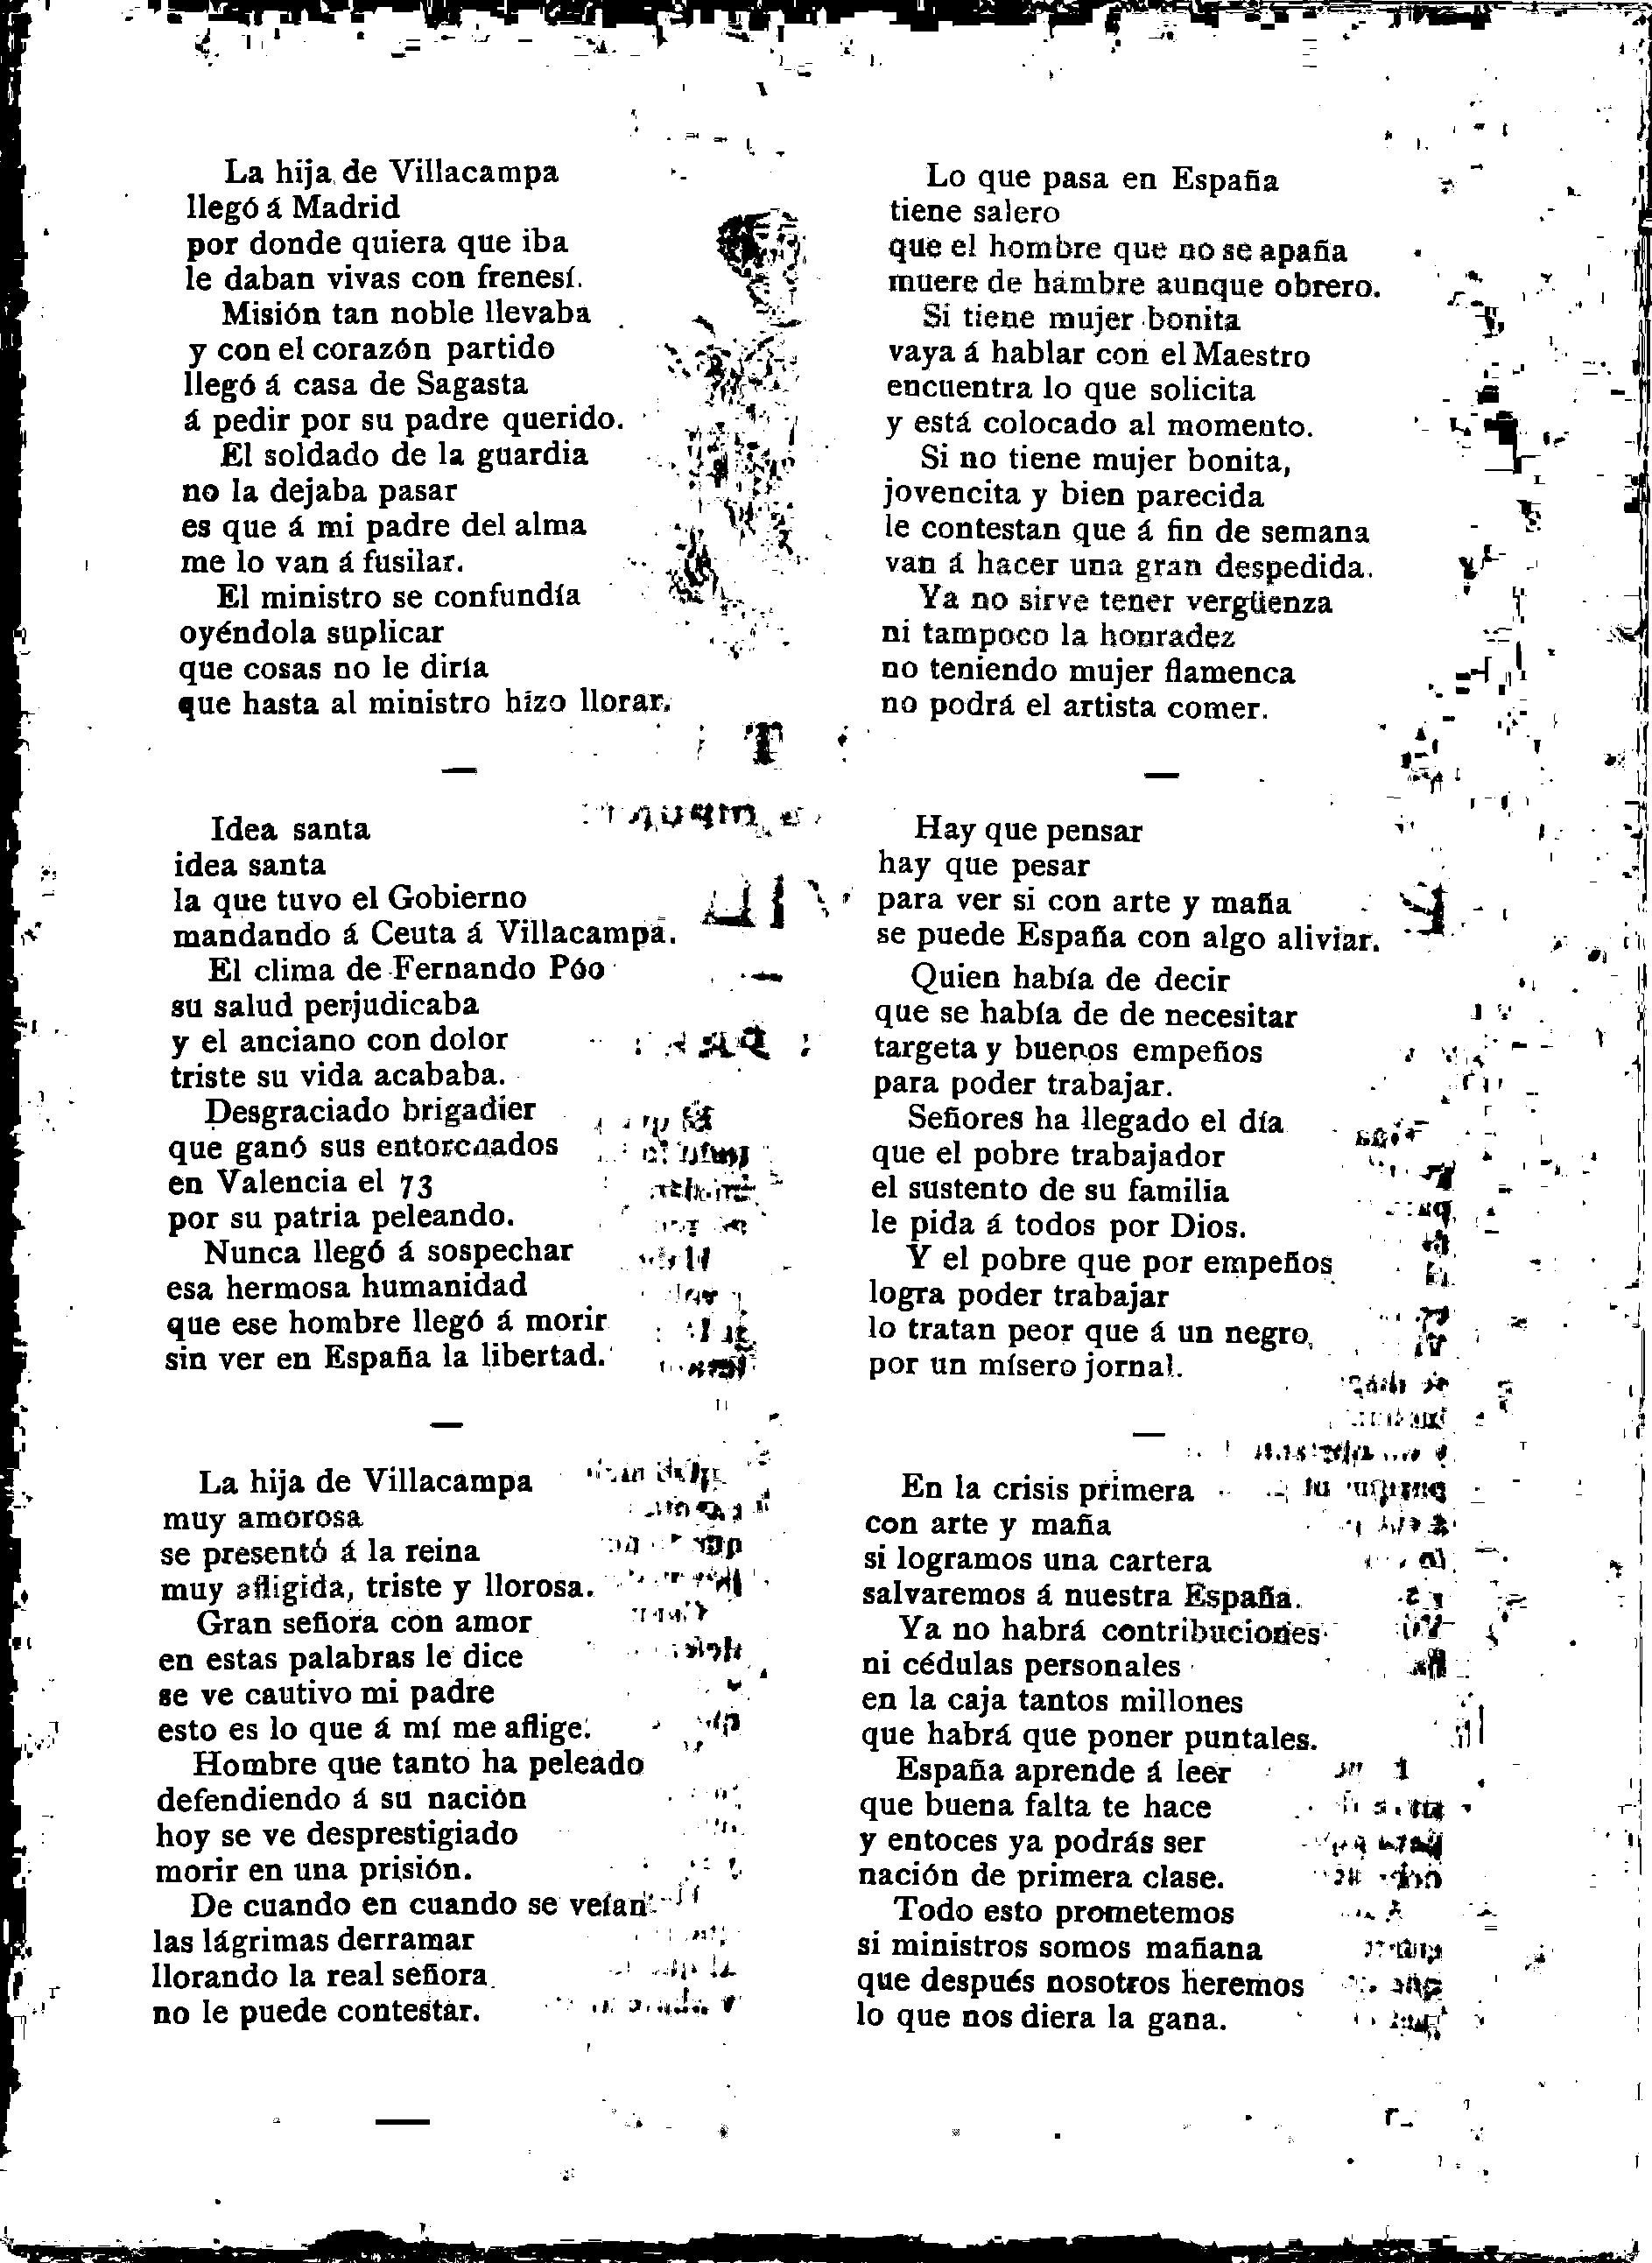 La hija de Villacampa
llegó á Madrid
por donde quiera que iba
le daban vivas con frenesí.
Misión tan noble llevaba
y con el corazón partido
llegó á casa de Sagasta
á pedir por su padre querido.
El soldado de la guardia
no la dejaba pasar
es que á mi padre del alma
me lo van á fusilar.
El ministro se confundía
oyéndola suplicar
que cosas no le diría
que hasta al ministro hizo llorar.
—
Idea santa
idea santa
la que tuvo el Gobierno
mandando á Ceuta á Villacampa.
El clima de Fernando Póo
su salud perjudicaba
y el anciano con dolor
triste su vida acababa.
Desgraciado brigadier
que ganó sus entorchados
en Valencia el 73
por su patria peleando.
Nunca llegó á sospechar
esa hermosa humanidad
que ese hombre llegó á morir
sin ver en España la libertad.
—
La hija de Villacampa
muy amorosa
se presentó á la reina
muy afligida, triste y llorosa.
Gran señora con amor
en estas palabras le dice
se ve cautivo mi padre
esto es lo que á mí me aflige.
Hombre que tanto ha peleado
defendiendo á su nación
hoy se ve desprestigiado
morir en una prisión.
De cuando en cuando se veían
las lágrimas derramar
llorando la real señora
no le puede contestar.
—
Lo que pasa en España
tiene salero
que el hombre que no se apaña
muere de hambre aunque obrero.
Si tiene mujer bonita
vaya á hablar con el Maestro
encuentra lo que solicita
y está colocado al momento.
Si no tiene mujer bonita,
jovencita y bien parecida
le contestan que á fin de semana
van á hacer una gran despedida.
Ya no sirve tener vergüenza
ni tampoco la honradez
no teniendo mujer flamenca
no podrá el artista comer.
—
Hay que pensar
hay que pesar
para ver si con arte y maña
se puede España con algo aliviar.
Quien había de decir
que se había de de necesitar
targeta y buenos empeños
para poder trabajar.
Señores ha llegado el día
que el pobre trabajador
el sustento de su familia
le pida á todos por Dios.
Y el pobre que por empeños
logra poder trabajar
lo tratan peor que á un negro,
por un mísero jornal.
—
En la crisis primera
con arte y maña
si logramos una cartera
salvaremos á nuestra España.
Ya no habrá contribuciones
ni cédulas personales
en la caja tantos millones
que habrá que poner puntales.
España aprende á leer
que buena falta te hace
y entoces ya podrás ser
nación de primera clase.
Todo esto prometemos
si ministros somos mañana
que después nosotros heremos
lo que nos diera la gana.